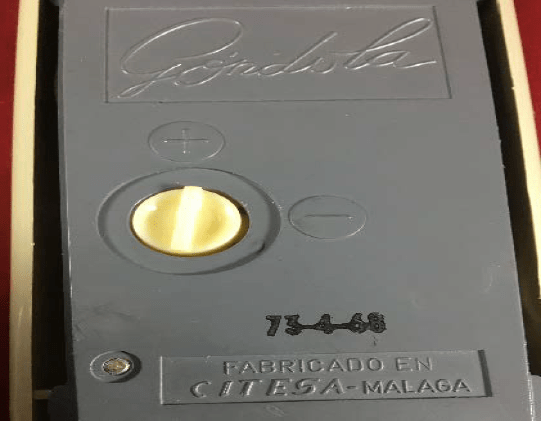 Góndola
+
-
73-4-68
FABRICADO EN
CITESA-MALAGA